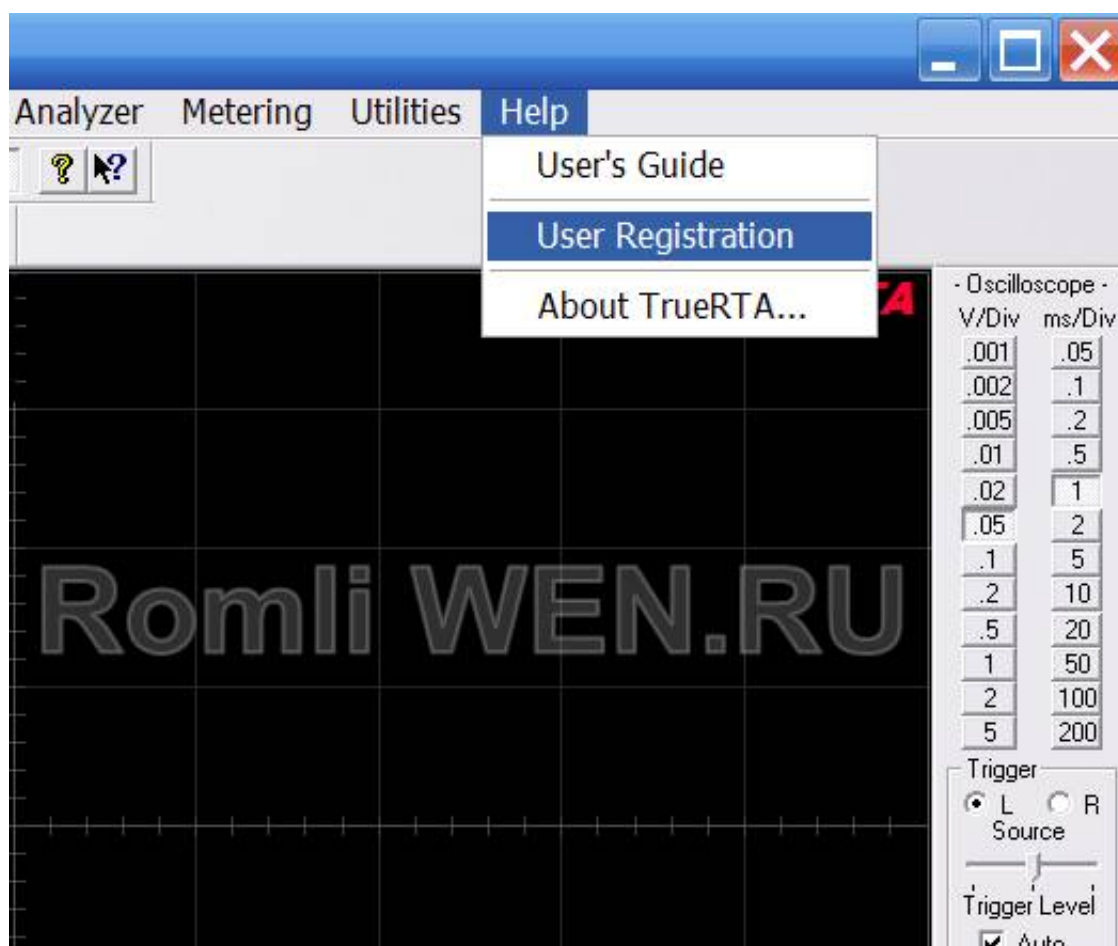 Analyzer Metering Utilities Help
User's Guide
User Registration
About TrueRTA...
- Oscilloscope -
V/Div ms/Div
.001 .05
.002 .1
.005 .2
.01 .5
.02 1
.05 2
.1 5
.2 10
.5 20
1 50
2 100
5 200
Romli WEN.RU
Trigger
L R
Source
Trigger Level
Auto